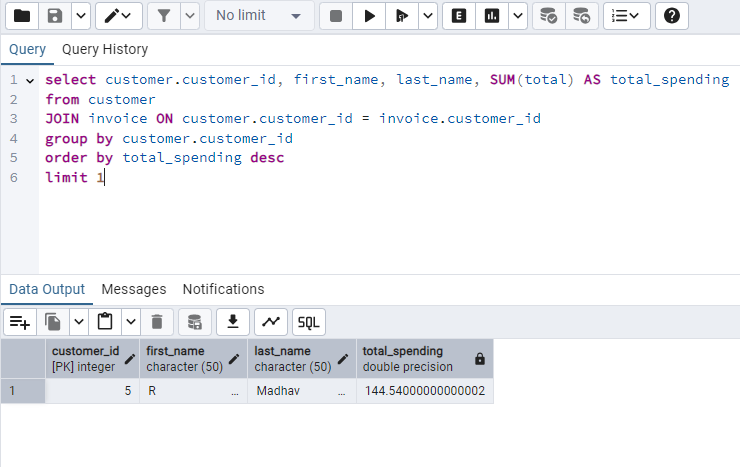 No limit
E
Query Query History
1 select customer.customer_id, first_name, last_name, SUM(total) AS total_spending
2 from customer
3 JOIN invoice ON customer.customer_id = invoice.customer_id
4 group by customer.customer_id
5 order by total_spending desc
6 limit 1
Data Output Messages Notifications
SQL
customer_id first_name last_name total_spending
[PK] integer character (50) character (50) double precision
1 5 R ... Madhav ... 144.54000000000002